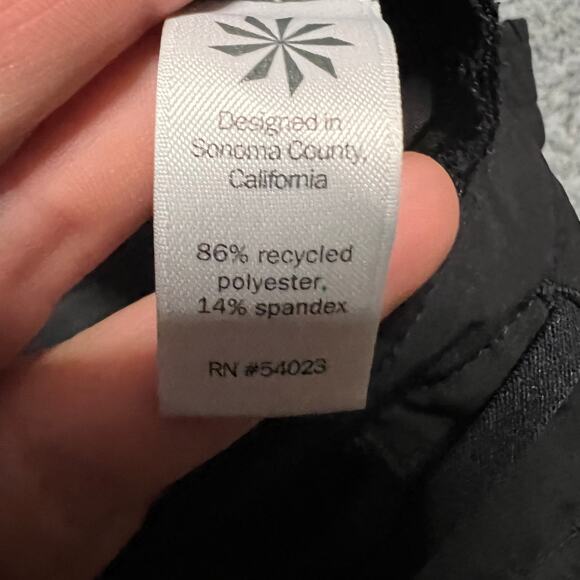 Designed in
Sonoma County,
California
86% recycled
polyester,
14% spandex
RN #54023